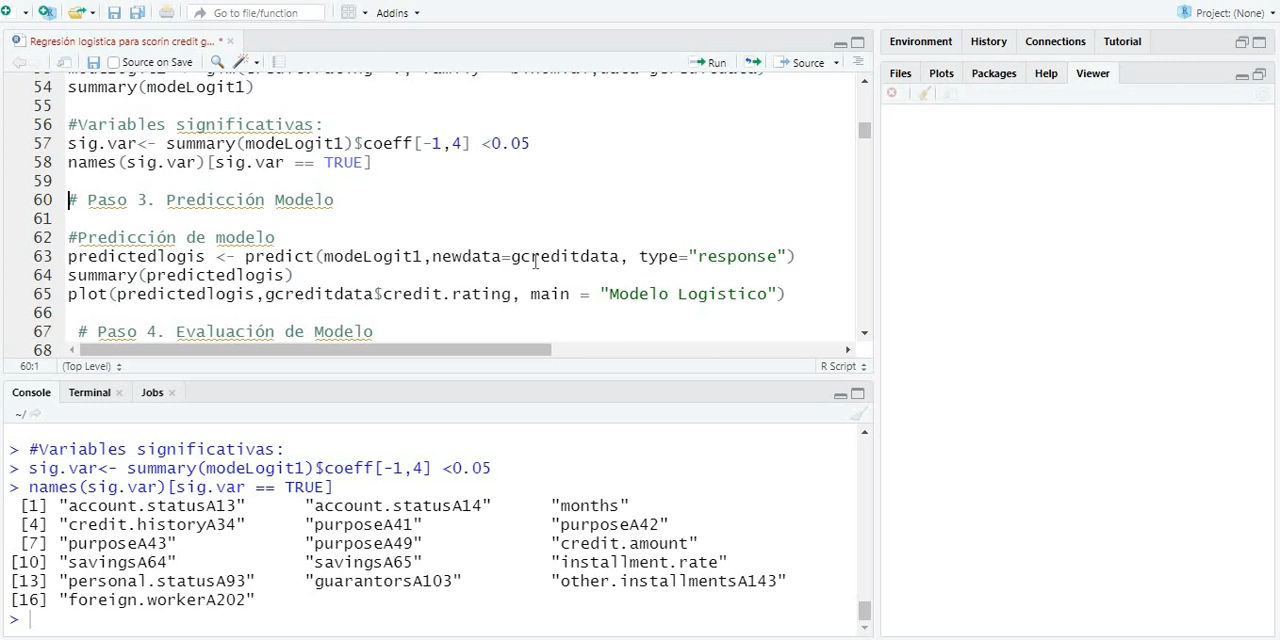 Go to file/function
Addins
Project: (None)
Regresión logistica para scorin credit g... *
Source on Save
Run
Source
54 summary(modeLogit1)
55
56 #Variables significativas:
57 sig.var<- summary(modeLogit1)$coeff[-1,4] <0.05
58 names(sig.var)[sig.var == TRUE]
59
60 # Paso 3. Predicción Modelo
61
62 #Predicción de modelo
63 predictedlogis <- predict(modeLogit1,newdata=gcreditdata, type="response")
64 summary(predictedlogis)
65 plot(predictedlogis,gcreditdata$credit.rating, main = "Modelo Logistico")
66
67 # Paso 4. Evaluación de Modelo
68
60:1 (Top Level) R Script
Console Terminal Jobs
~/
> #Variables significativas:
> sig.var<- summary(modeLogit1)$coeff[-1,4] <0.05
> names(sig.var)[sig.var == TRUE]
[1] "account.statusA13" "account.statusA14" "months"
[4] "credit.historyA34" "purposeA41" "purposeA42"
[7] "purposeA43" "purposeA49" "credit.amount"
[10] "savingsA64" "savingsA65" "installment.rate"
[13] "personal.statusA93" "guarantorsA103" "other.installmentsA143"
[16] "foreign.workerA202"
>
Environment History Connections Tutorial
Files Plots Packages Help Viewer